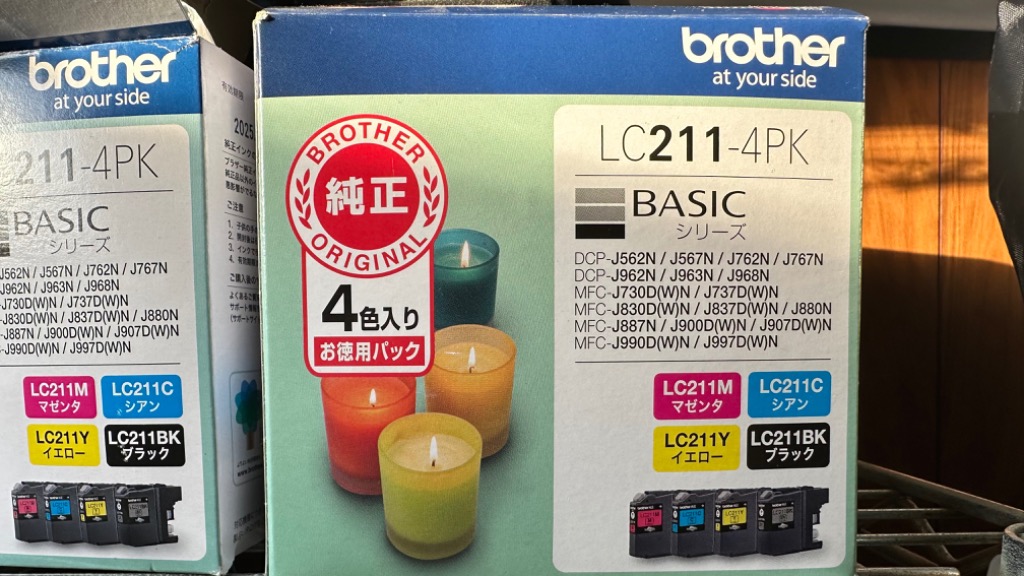 brother
at your side
211-4PK
BASIC
シリーズ
J562N / J567N / J762N / J767N
J962N / J963N / J968N
-J730D(W)N / J737D(W)N
-J830D(W)N / J837D(W)N / J880N
-J887N / J900D(W)N / J907D(W)N
-J990D(W)N / J997D(W)N
LC211M
マゼンタ
LC211C
シアン
LC211Y
イエロー
LC211BK
ブラック
2025
ご注意
brother
at your side
BROTHER
純正
ORIGINAL
4色入り
お徳用パック
LC211-4PK
BASIC
シリーズ
DCP-J562N / J567N / J762N / J767N
DCP-J962N / J963N / J968N
MFC-J730D(W)N / J737D(W)N
MFC-J830D(W)N / J837D(W)N / J880N
MFC-J887N / J900D(W)N / J907D(W)N
MFC-J990D(W)N / J997D(W)N
LC211M
マゼンタ
LC211C
シアン
LC211Y
イエロー
LC211BK
ブラック